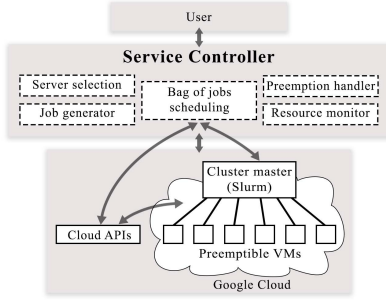 User
Service Controller
Server selection
Bag of jobs
scheduling
Preemption handler
Job generator
Resource monitor
Cluster master
(Slurm)
Cloud APIs
Preemptible VMs
Google Cloud